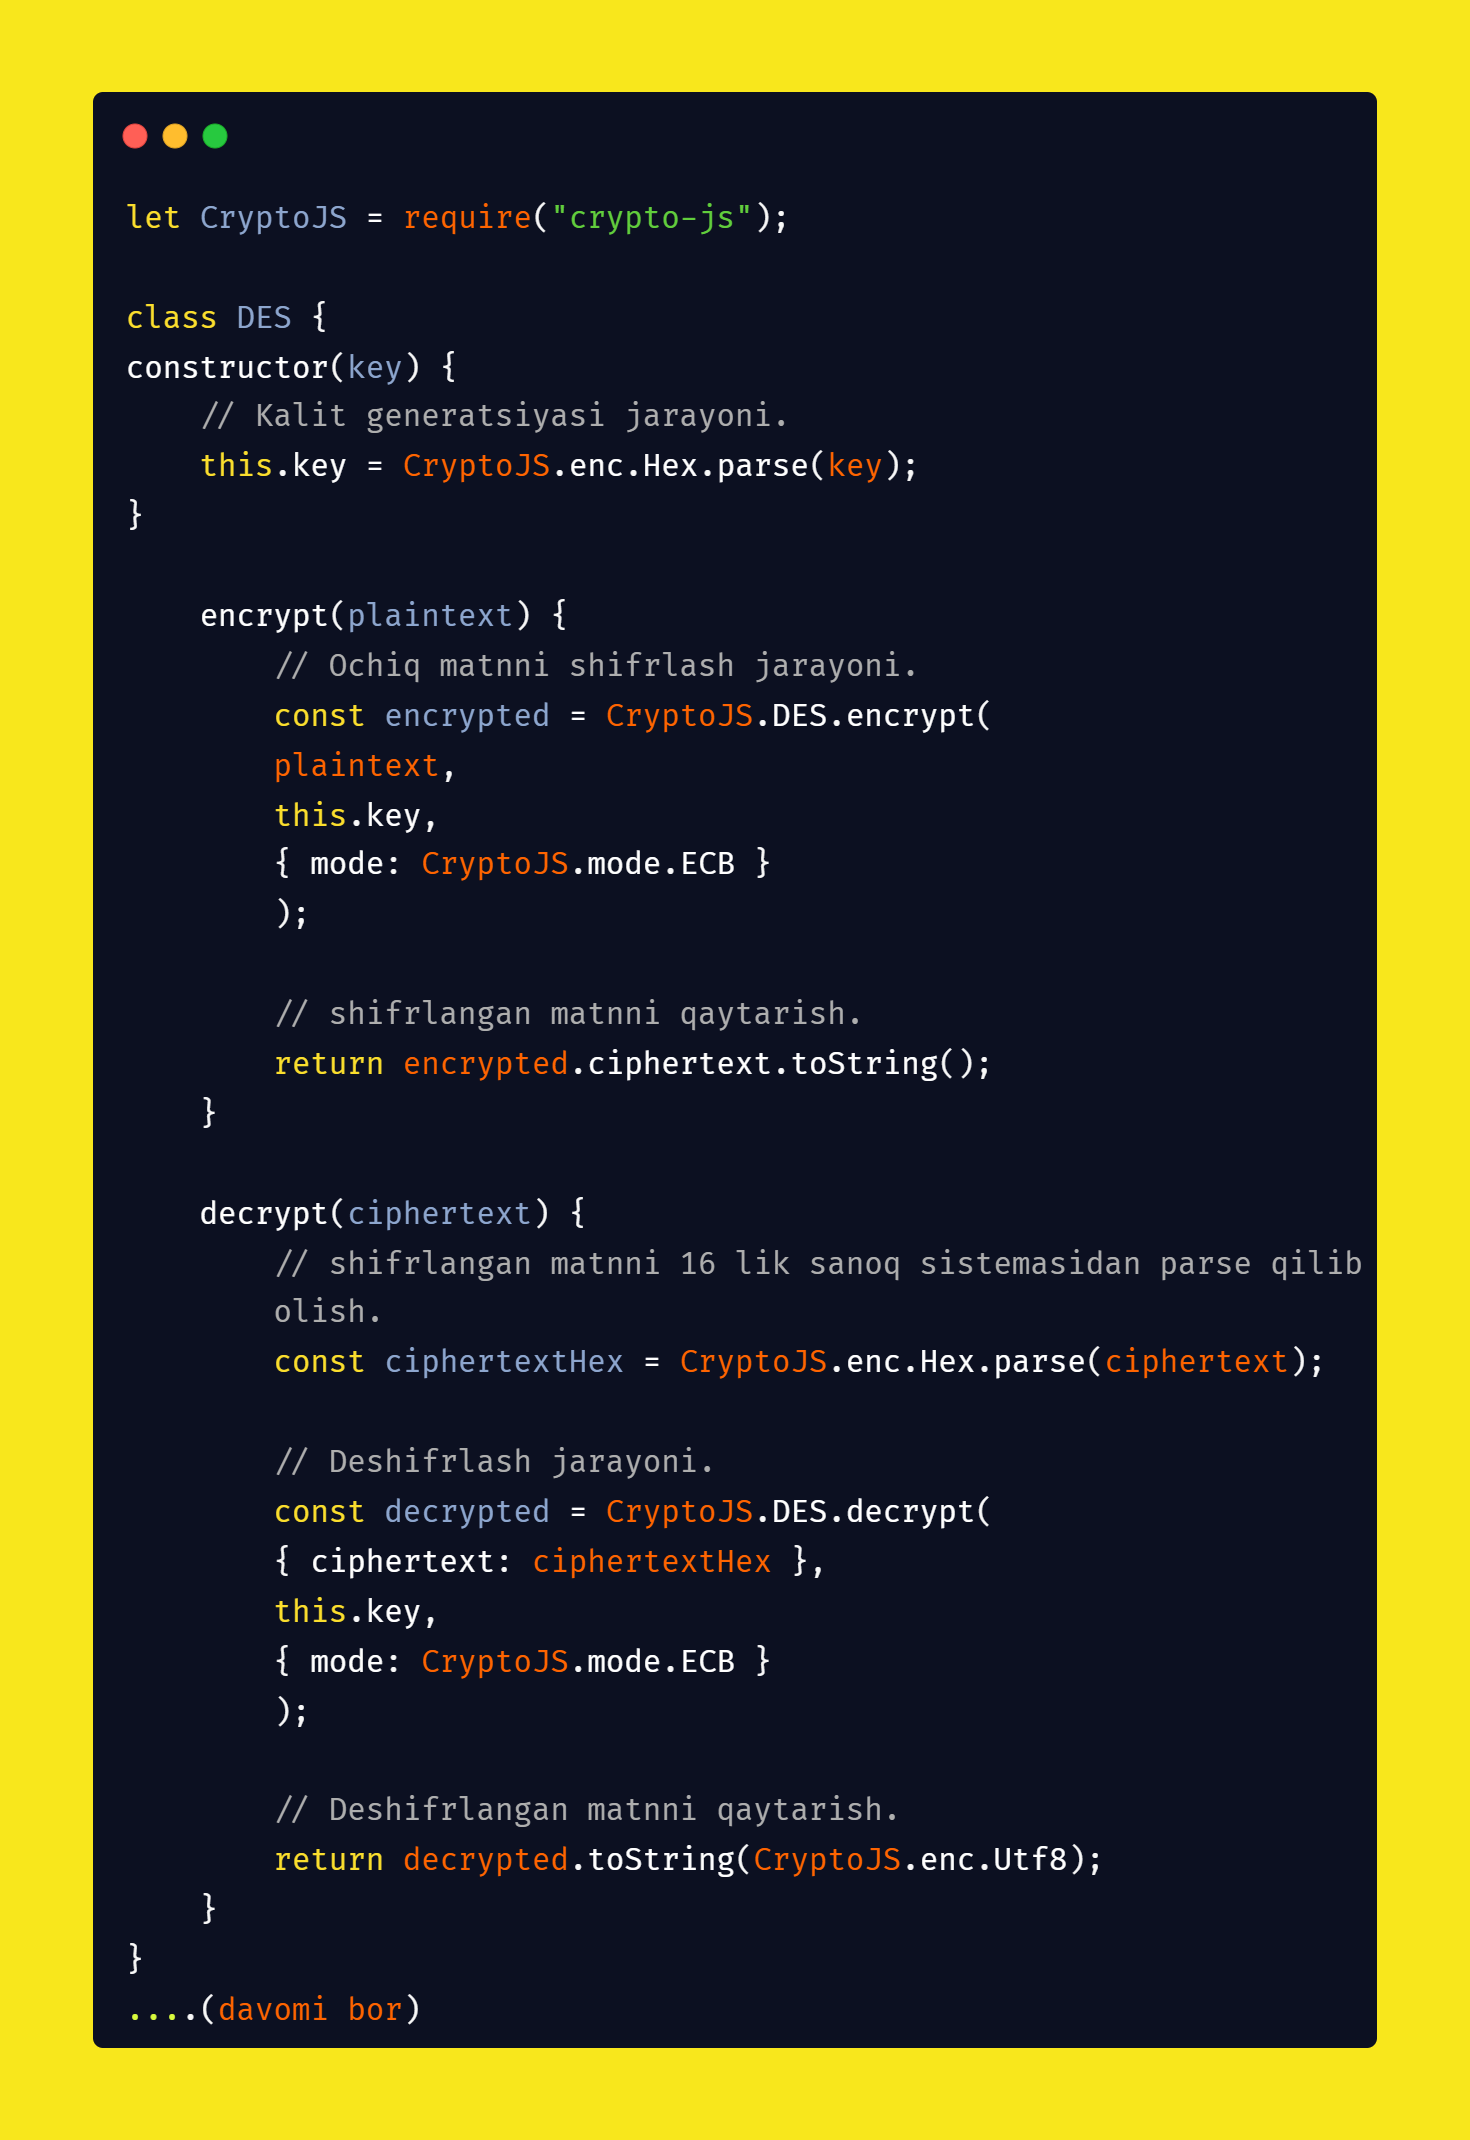 let CryptoJS = require("crypto-js");

class DES {
constructor(key) {
    // Kalit generatsiyasi jarayoni.
    this.key = CryptoJS.enc.Hex.parse(key);
}

    encrypt(plaintext) {
        // Ochiq matnni shifrlash jarayoni.
        const encrypted = CryptoJS.DES.encrypt(
        plaintext,
        this.key,
        { mode: CryptoJS.mode.ECB }
        );

        // shifrlangan matnni qaytarish.
        return encrypted.ciphertext.toString();
    }

    decrypt(ciphertext) {
        // shifrlangan matnni 16 lik sanoq sistemasidan parse qilib
        olish.
        const ciphertextHex = CryptoJS.enc.Hex.parse(ciphertext);

        // Deshifrlash jarayoni.
        const decrypted = CryptoJS.DES.decrypt(
        { ciphertext: ciphertextHex },
        this.key,
        { mode: CryptoJS.mode.ECB }
        );

        // Deshifrlangan matnni qaytarish.
        return decrypted.toString(CryptoJS.enc.Utf8);
    }
}
....(davomi bor)